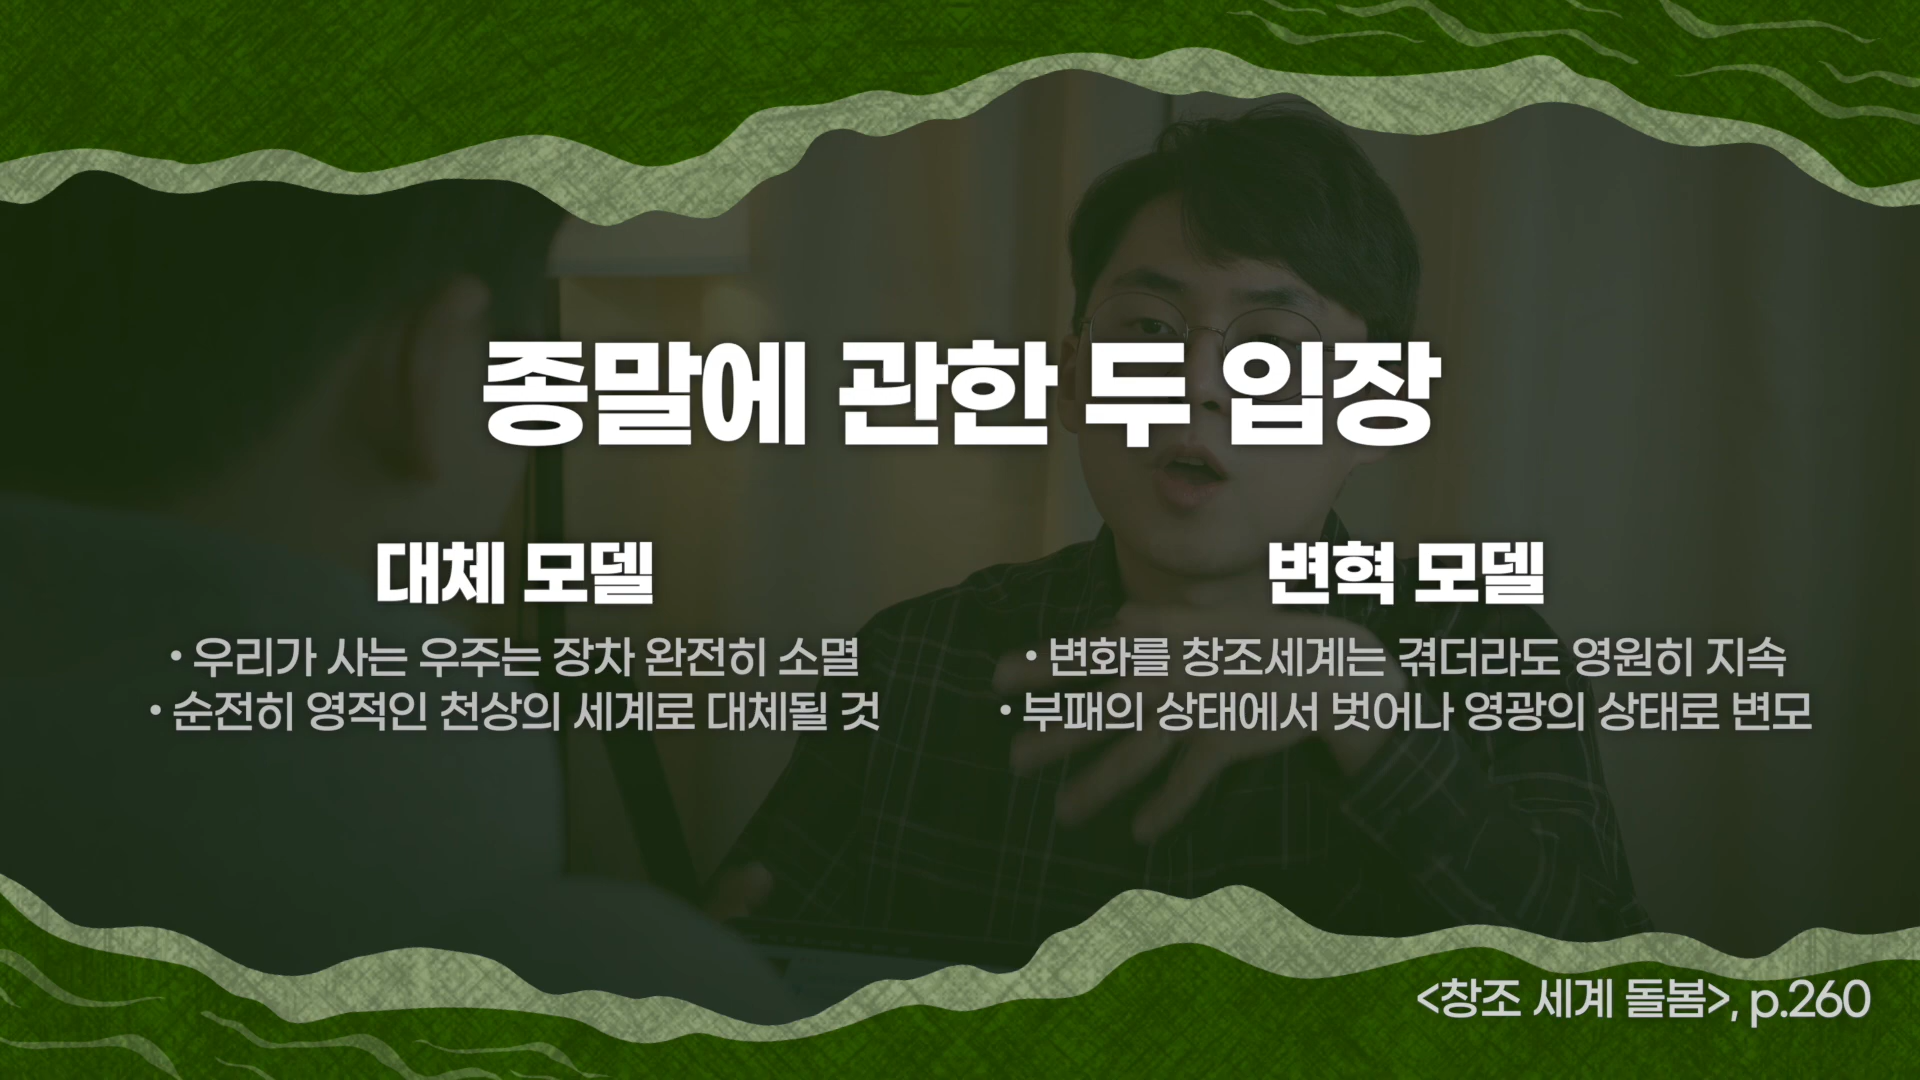 종말에 관한 두 입장
대체 모델
• 우리가 사는 우주는 장차 완전히 소멸
• 순전히 영적인 천상의 세계로 대체될 것
변혁 모델
• 변화를 창조세계는 겪더라도 영원히 지속
• 부패의 상태에서 벗어나 영광의 상태로 변모
<창조 세계 돌봄>, p.260